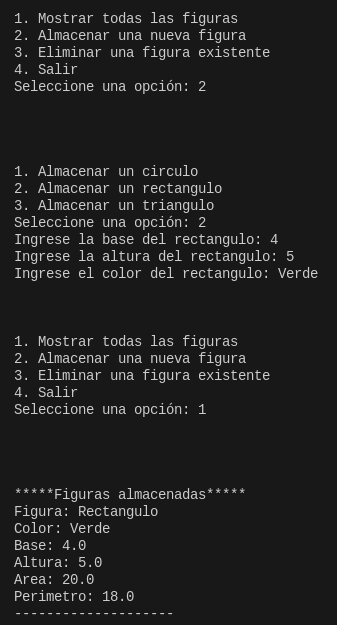 1. Mostrar todas las figuras
2. Almacenar una nueva figura
3. Eliminar una figura existente
4. Salir
Seleccione una opción: 2
1. Almacenar un circulo
2. Almacenar un rectangulo
3. Almacenar un triangulo
Seleccione una opción: 2
Ingrese la base del rectangulo: 4
Ingrese la altura del rectangulo: 5
Ingrese el color del rectangulo: Verde
1. Mostrar todas las figuras
2. Almacenar una nueva figura
3. Eliminar una figura existente
4. Salir
Seleccione una opción: 1
*****Figuras almacenadas*****
Figura: Rectangulo
Color: Verde
Base: 4.0
Altura: 5.0
Area: 20.0
Perimetro: 18.0
--------------------